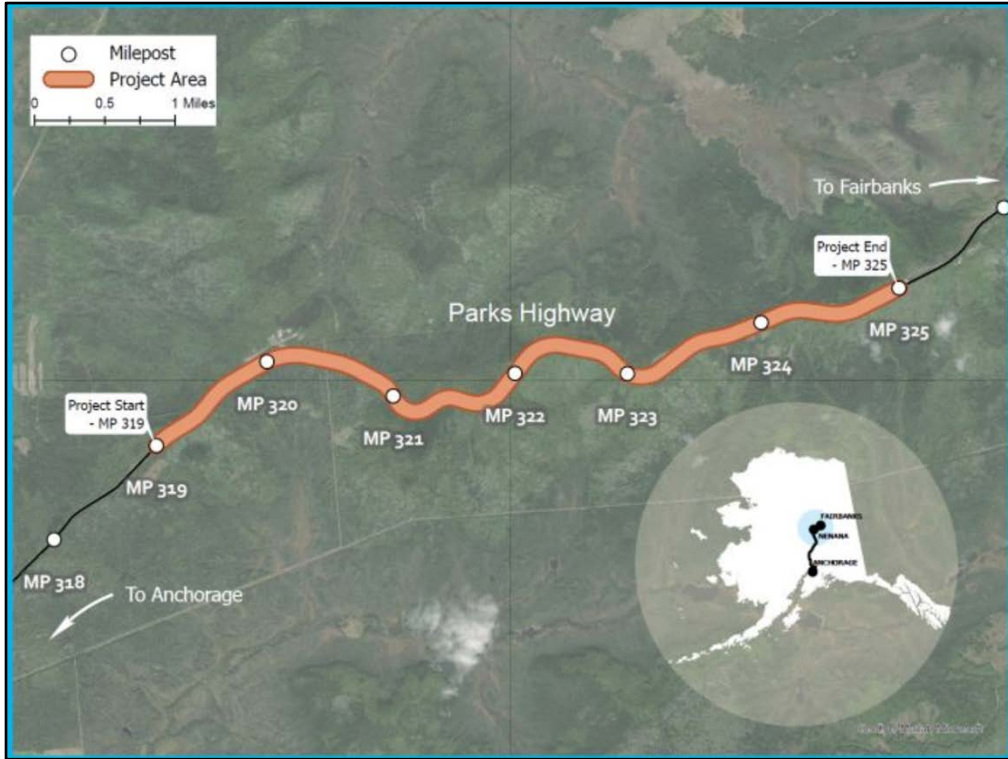 Milepost
Project Area
0 0.5 1 Miles
To Fairbanks
Project End
- MP 325
Parks Highway
MP 325
MP 324
MP 320
MP 323
MP 322
MP 321
Project Start
- MP 319
MP 319
MP 318
To Anchorage
FAIRBANKS
NENANA
ANCHORAGE